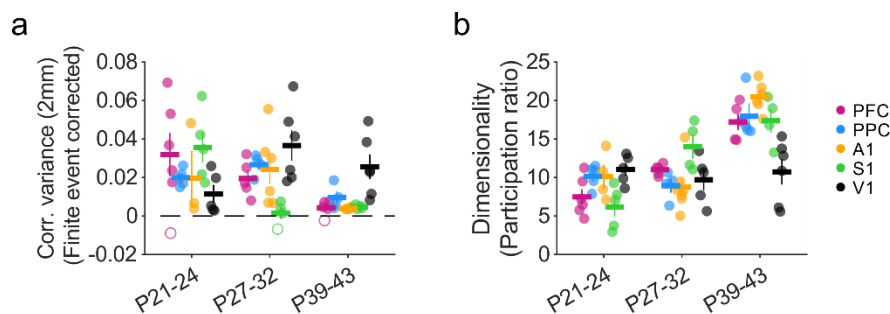 a
Corr. variance (2mm)
(Finite event corrected)
0.08
0.06
0.04
0.02
0
-0.02
P21-24
P27-32
P39-43
b
Dimensionality
(Participation ratio)
25
20
15
10
5
0
P21-24
P27-32
P39-43
PFC
PPC
A1
S1
V1